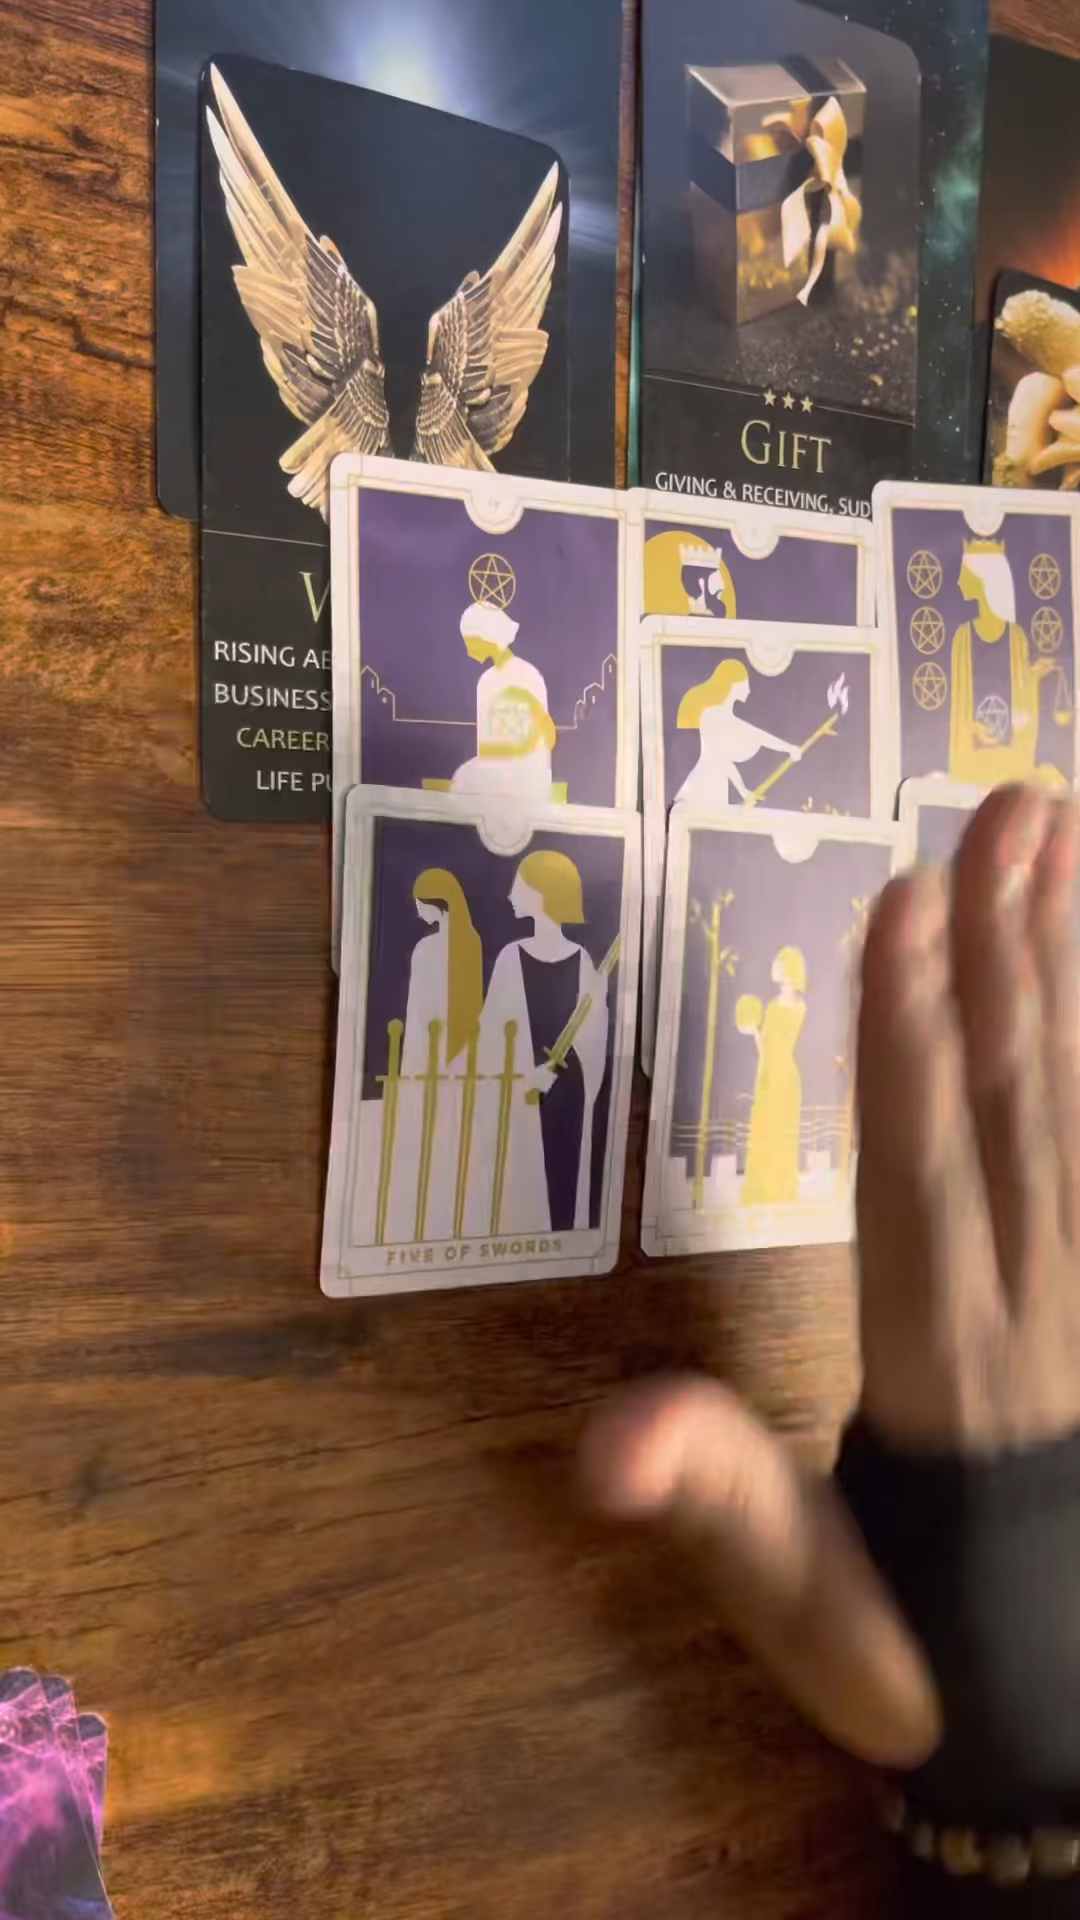 GIFT
GIVING & RECEIVING, SUD
RISING AB
BUSINESS
CAREER
LIFE PU
FIVE OF SWORDS